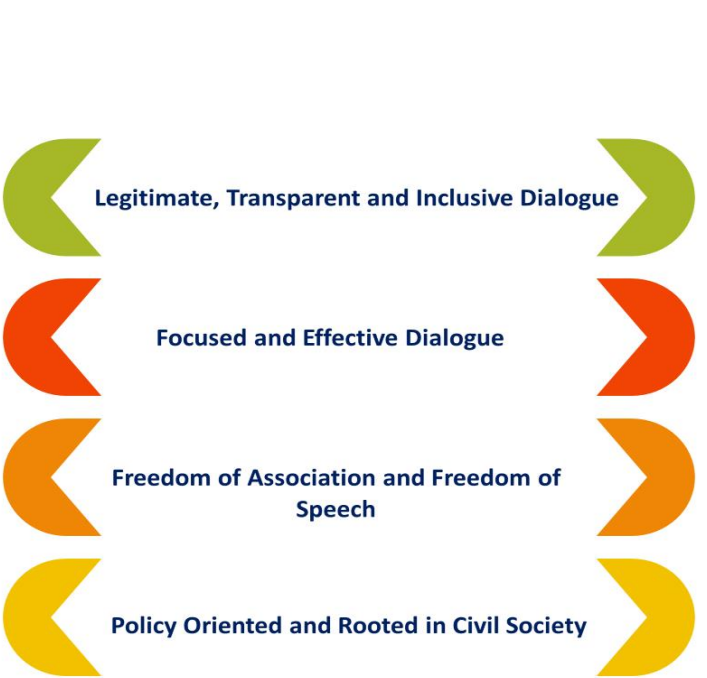 Legitimate, Transparent and Inclusive Dialogue
Focused and Effective Dialogue
Freedom of Association and Freedom of
Speech
Policy Oriented and Rooted in Civil Society